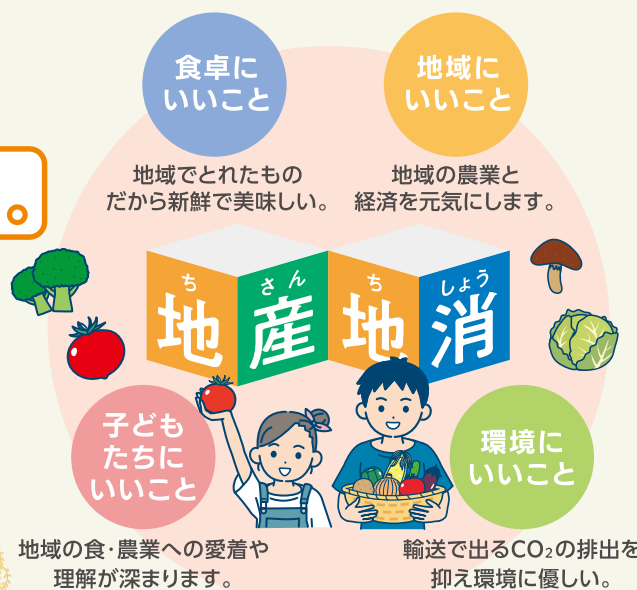 食卓に
いいこと
地域でとれたもの
だから新鮮で美味しい。
地域に
いいこと
地域の農業と
経済を元気にします。
ち さん ち しょう
地産地消
子ども
たちに
いいこと
地域の食・農業への愛着や
理解が深まります。
環境に
いいこと
輸送で出るCO₂の排出を
抑え環境に優しい。